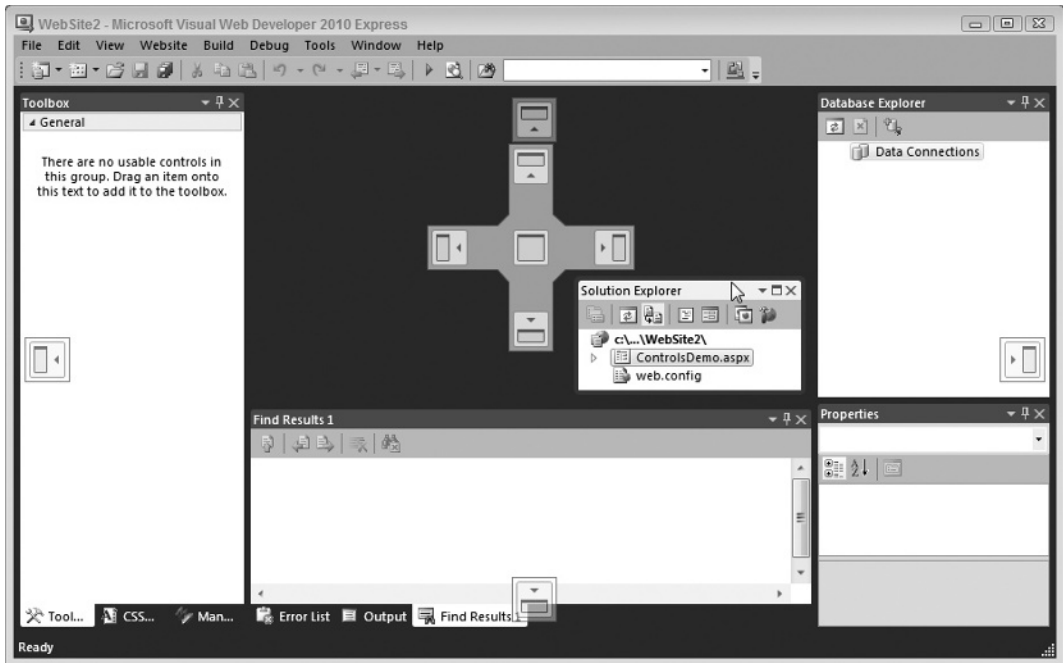 WebSite2 - Microsoft Visual Web Developer 2010 Express
File Edit View Website Build Debug Tools Window Help
Toolbox
General
There are no usable controls in
this group. Drag an item onto
this text to add it to the toolbox.
Database Explorer
Data Connections
Solution Explorer
c:\...\WebSite2\
ControlsDemo.aspx
web.config
Find Results 1
Properties
Tool... CSS... Man... Error List Output Find Results 1
Ready